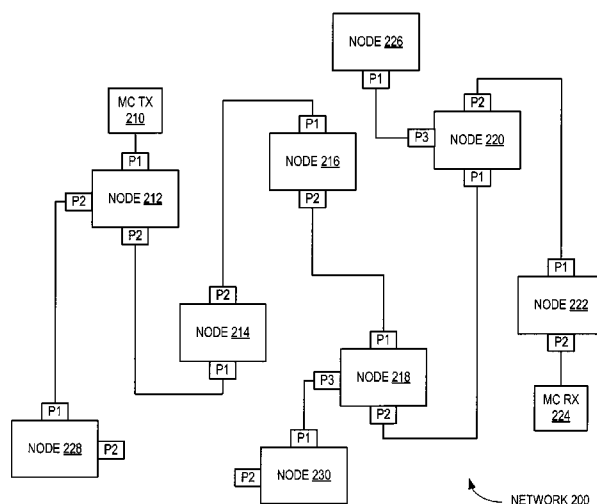 NODE 226
P1
MC TX
210
P1
P2
NODE 212
P2
P1
NODE 216
P2
P2
P3
NODE 220
P1
P2
NODE 214
P1
P1
NODE 222
P2
MC RX
224
P1
P3
NODE 218
P2
P1
NODE 228
P2
P1
P2
NODE 230
NETWORK 200